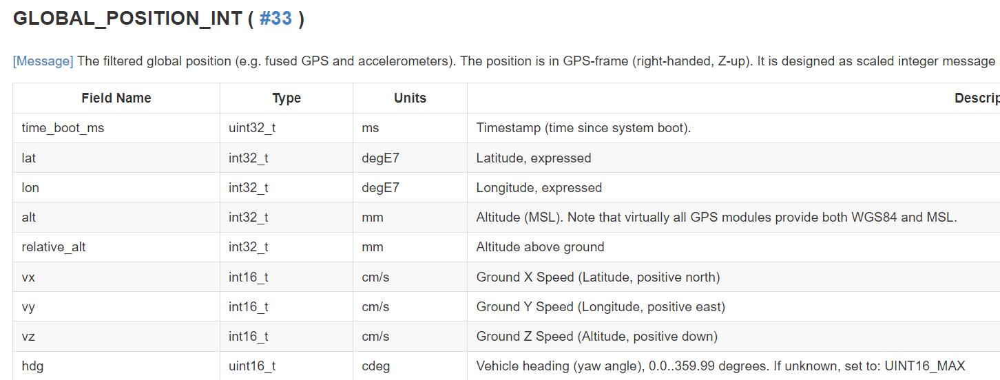 GLOBAL_POSITION_INT ( #33 )
[Message] The filtered global position (e.g. fused GPS and accelerometers). The position is in GPS-frame (right-handed, Z-up). It is designed as scaled integer message
Field Name Type Units Descrip
time_boot_ms uint32_t ms Timestamp (time since system boot).
lat int32_t degE7 Latitude, expressed
lon int32_t degE7 Longitude, expressed
alt int32_t mm Altitude (MSL). Note that virtually all GPS modules provide both WGS84 and MSL.
relative_alt int32_t mm Altitude above ground
vx int16_t cm/s Ground X Speed (Latitude, positive north)
vy int16_t cm/s Ground Y Speed (Longitude, positive east)
vz int16_t cm/s Ground Z Speed (Altitude, positive down)
hdg uint16_t cdeg Vehicle heading (yaw angle), 0.0..359.99 degrees. If unknown, set to: UINT16_MAX